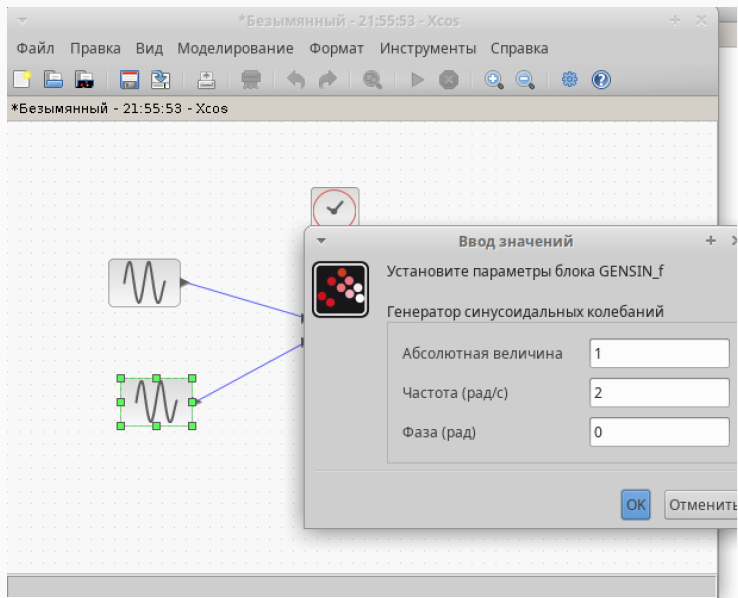 *Безымянный - 21:55:53 - Xcos
Файл Правка Вид Моделирование Формат Инструменты Справка
*Безымянный - 21:55:53 - Xcos
Ввод значений
Установите параметры блока GENSIN_f
Генератор синусоидальных колебаний
Абсолютная величина 1
Частота (рад/с) 2
Фаза (рад) 0
OK Отменить